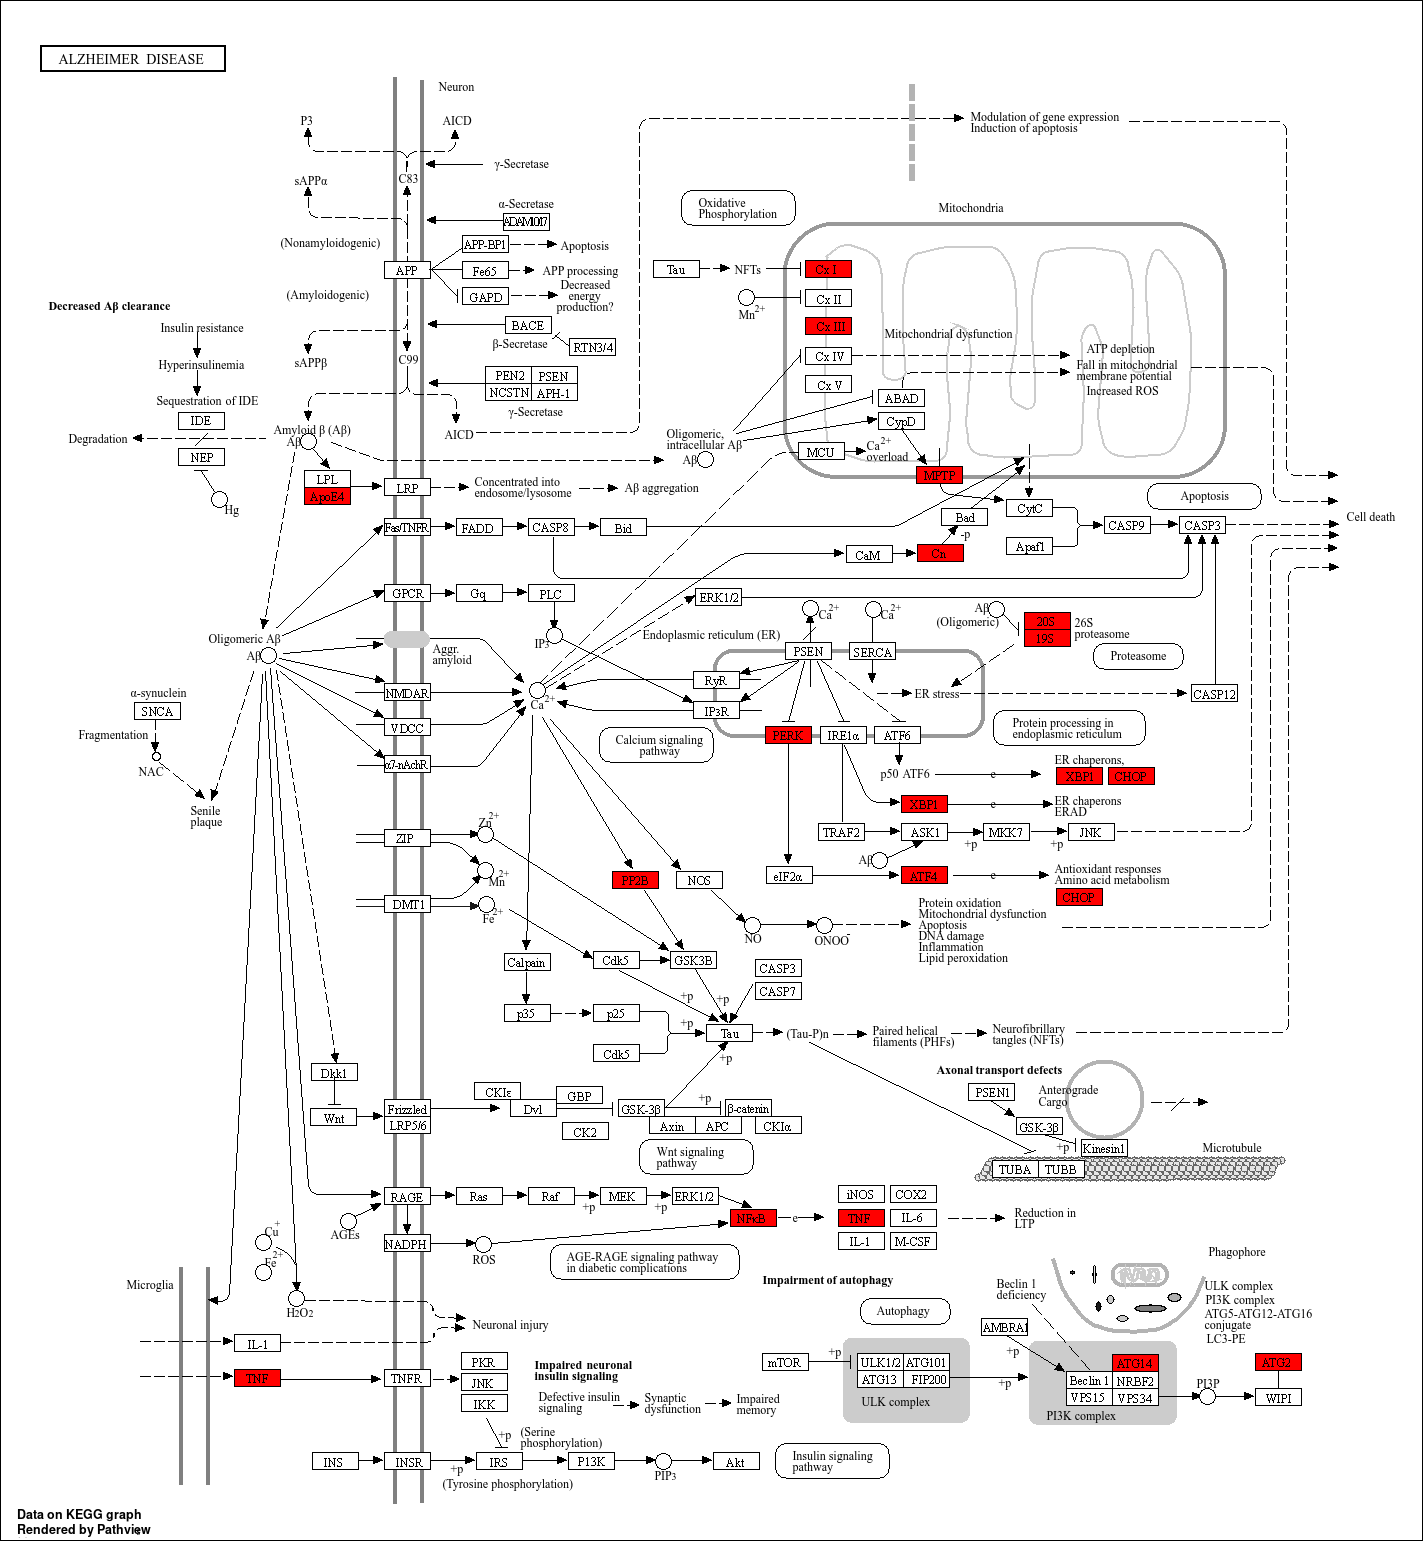 ALZHEIMER DISEASE
Neuron
P3
AICD
γ-Secretase
C83
sAPPα
α-Secretase
ADAM10/17
(Nonamyloidogenic)
APP-BP1
Apoptosis
APP
Fe65
APP processing
(Amyloidogenic)
GAPD
Decreased
energy
production?
BACE
β-Secretase
RTN3/4
sAPPβ
C99
PEN2
PSEN
NCSTN
APH-1
γ-Secretase
AICD
Modulation of gene expression
Induction of apoptosis
Oxidative
Phosphorylation
Mitochondria
Tau
NFTs
Mn2+
Cx I
Cx II
Cx III
Cx IV
Cx V
Mitochondrial dysfunction
ATP depletion
Fall in mitochondrial
membrane potential
Increased ROS
ABAD
CypD
MCU
Ca2+
overload
MPTP
Oligomeric,
intracellular Aβ
Aβ
Decreased Aβ clearance
Insulin resistance
Hyperinsulinemia
Sequestration of IDE
IDE
Degradation
NEP
Hg
Amyloid β (Aβ)
Aβ
LPL
ApoE4
LRP
Concentrated into
endosome/lysosome
Aβ aggregation
Fas/TNFR
FADD
CASP8
Bid
Bad
-p
CytC
Apaf1
CASP9
CASP3
Apoptosis
Cell death
CaM
Cn
GPCR
Gq
PLC
IP3
ERK1/2
Endoplasmic reticulum (ER)
Ca2+
Ca2+
Aβ
(Oligomeric)
20S
19S
26S
proteasome
Proteasome
PSEN
SERCA
RyR
IP3R
ER stress
CASP12
Oligomeric Aβ
Aβ
Aggr.
amyloid
NMDAR
VDCC
α7-nAchR
Ca2+
α-synuclein
SNCA
Fragmentation
NAC
Senile
plaque
Calcium signaling
pathway
PERK
IRE1α
ATF6
Protein processing in
endoplasmic reticulum
p50 ATF6
e
ER chaperons,
XBP1
CHOP
XBP1
e
ER chaperons
ERAD
TRAF2
ASK1
+p
MKK7
+p
JNK
Aβ
eIF2α
ATF4
e
Antioxidant responses
Amino acid metabolism
CHOP
ZIP
Zn2+
Mn2+
DMT1
Fe2+
PP2B
NOS
NO
ONOO-
Protein oxidation
Mitochondrial dysfunction
Apoptosis
DNA damage
Inflammation
Lipid peroxidation
Calpain
Cdk5
GSK3B
CASP3
CASP7
p35
p25
Cdk5
+p
+p
+p
+p
Tau
(Tau-P)n
Paired helical
filaments (PHFs)
Neurofibrillary
tangles (NFTs)
Dkk1
Wnt
Frizzled
LRP5/6
CKIε
Dvl
GBP
CK2
GSK-3β
+p
β-catenin
Axin
APC
CKIα
Wnt signaling
pathway
Axonal transport defects
PSEN1
Anterograde
Cargo
GSK-3β
+p
Kinesin1
Microtubule
TUBA
TUBB
RAGE
Ras
Raf
+p
MEK
+p
ERK1/2
AGEs
NADPH
ROS
NFκB
e
iNOS
COX2
TNF
IL-6
IL-1
M-CSF
Reduction in
LTP
AGE-RAGE signaling pathway
in diabetic complications
Cu+
Fe2+
H2O2
Microglia
Neuronal injury
IL-1
TNF
TNFR
PKR
JNK
IKK
Impaired neuronal
insulin signaling
Defective insulin
signaling
Synaptic
dysfunction
Impaired
memory
+p
(Serine
phosphorylation)
INS
INSR
+p
(Tyrosine phosphorylation)
IRS
P13K
PIP3
Akt
Insulin signaling
pathway
Impairment of autophagy
Autophagy
mTOR
+p
ULK1/2
ATG101
ATG13
FIP200
ULK complex
+p
AMBRA1
+p
Beclin 1
deficiency
ATG14
Beclin 1
NRBF2
VPS15
VPS34
PI3K complex
PI3P
ATG2
WIPI
Phagophore
ULK complex
PI3K complex
ATG5-ATG12-ATG16
conjugate
LC3-PE
Data on KEGG graph
Rendered by Pathview